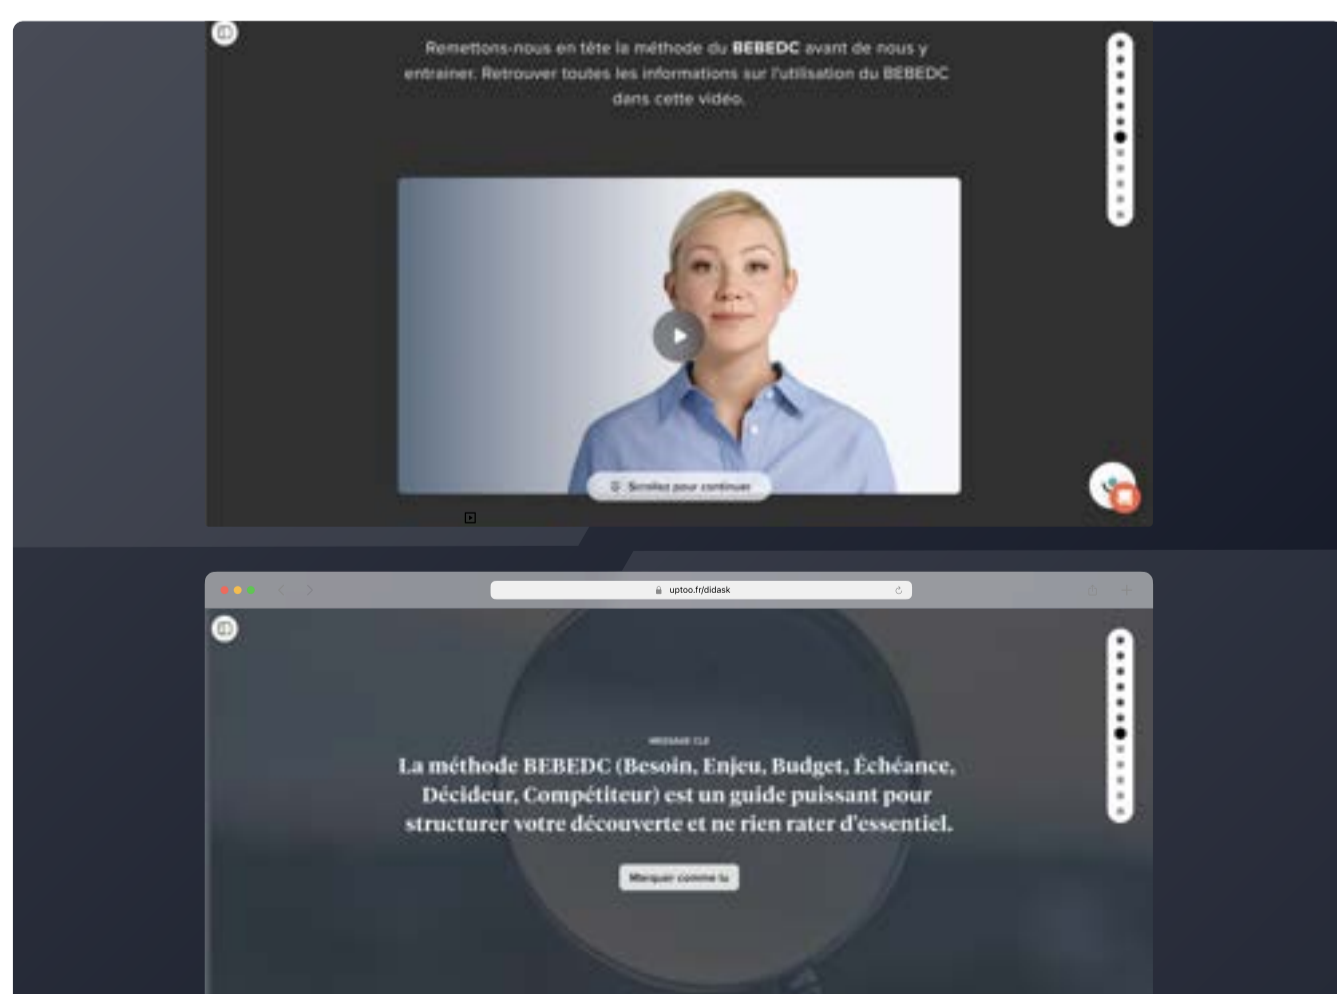 Remettons-nous en tête la méthode du BEBEDC avant de nous y
entrainer. Retrouver toutes les informations sur l'utilisation du BEBEDC
dans cette vidéo.
Scrollez pour continuer
uptoo.fr/didask
MESSAGE CLÉ
La méthode BEBEDC (Besoin, Enjeu, Budget, Échéance,
Décideur, Compétiteur) est un guide puissant pour
structurer votre découverte et ne rien rater d'essentiel.
Marquer comme lu